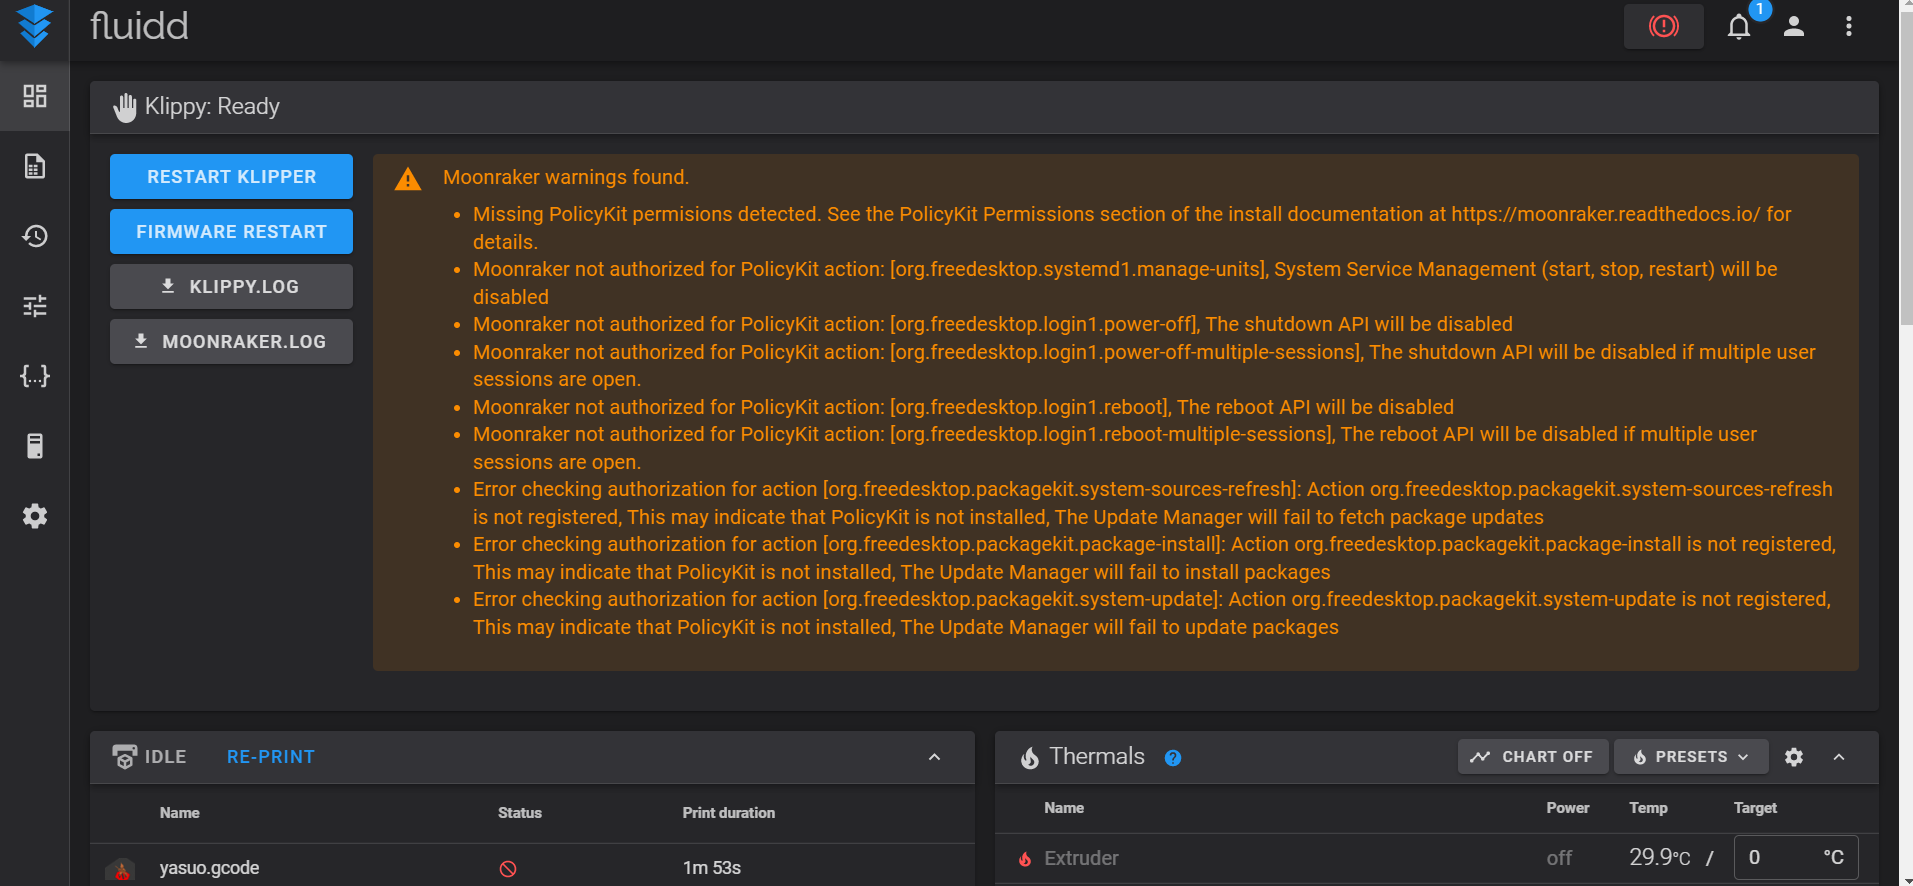 fluidd
1
Klippy: Ready
RESTART KLIPPER
FIRMWARE RESTART
KLIPPY.LOG
MOONRAKER.LOG
Moonraker warnings found.
• Missing PolicyKit permisions detected. See the PolicyKit Permissions section of the install documentation at https://moonraker.readthedocs.io/ for
details.
• Moonraker not authorized for PolicyKit action: [org.freedesktop.systemd1.manage-units], System Service Management (start, stop, restart) will be
disabled
• Moonraker not authorized for PolicyKit action: [org.freedesktop.login1.power-off], The shutdown API will be disabled
• Moonraker not authorized for PolicyKit action: [org.freedesktop.login1.power-off-multiple-sessions], The shutdown API will be disabled if multiple user
sessions are open.
• Moonraker not authorized for PolicyKit action: [org.freedesktop.login1.reboot], The reboot API will be disabled
• Moonraker not authorized for PolicyKit action: [org.freedesktop.login1.reboot-multiple-sessions], The reboot API will be disabled if multiple user
sessions are open.
• Error checking authorization for action [org.freedesktop.packagekit.system-sources-refresh]: Action org.freedesktop.packagekit.system-sources-refresh
is not registered, This may indicate that PolicyKit is not installed, The Update Manager will fail to fetch package updates
• Error checking authorization for action [org.freedesktop.packagekit.package-install]: Action org.freedesktop.packagekit.package-install is not registered,
This may indicate that PolicyKit is not installed, The Update Manager will fail to install packages
• Error checking authorization for action [org.freedesktop.packagekit.system-update]: Action org.freedesktop.packagekit.system-update is not registered,
This may indicate that PolicyKit is not installed, The Update Manager will fail to update packages
IDLE RE-PRINT
Name Status Print duration
yasuo.gcode 1m 53s
Thermals ? CHART OFF PRESETS
Name Power Temp Target
Extruder off 29.9°C / 0 °C